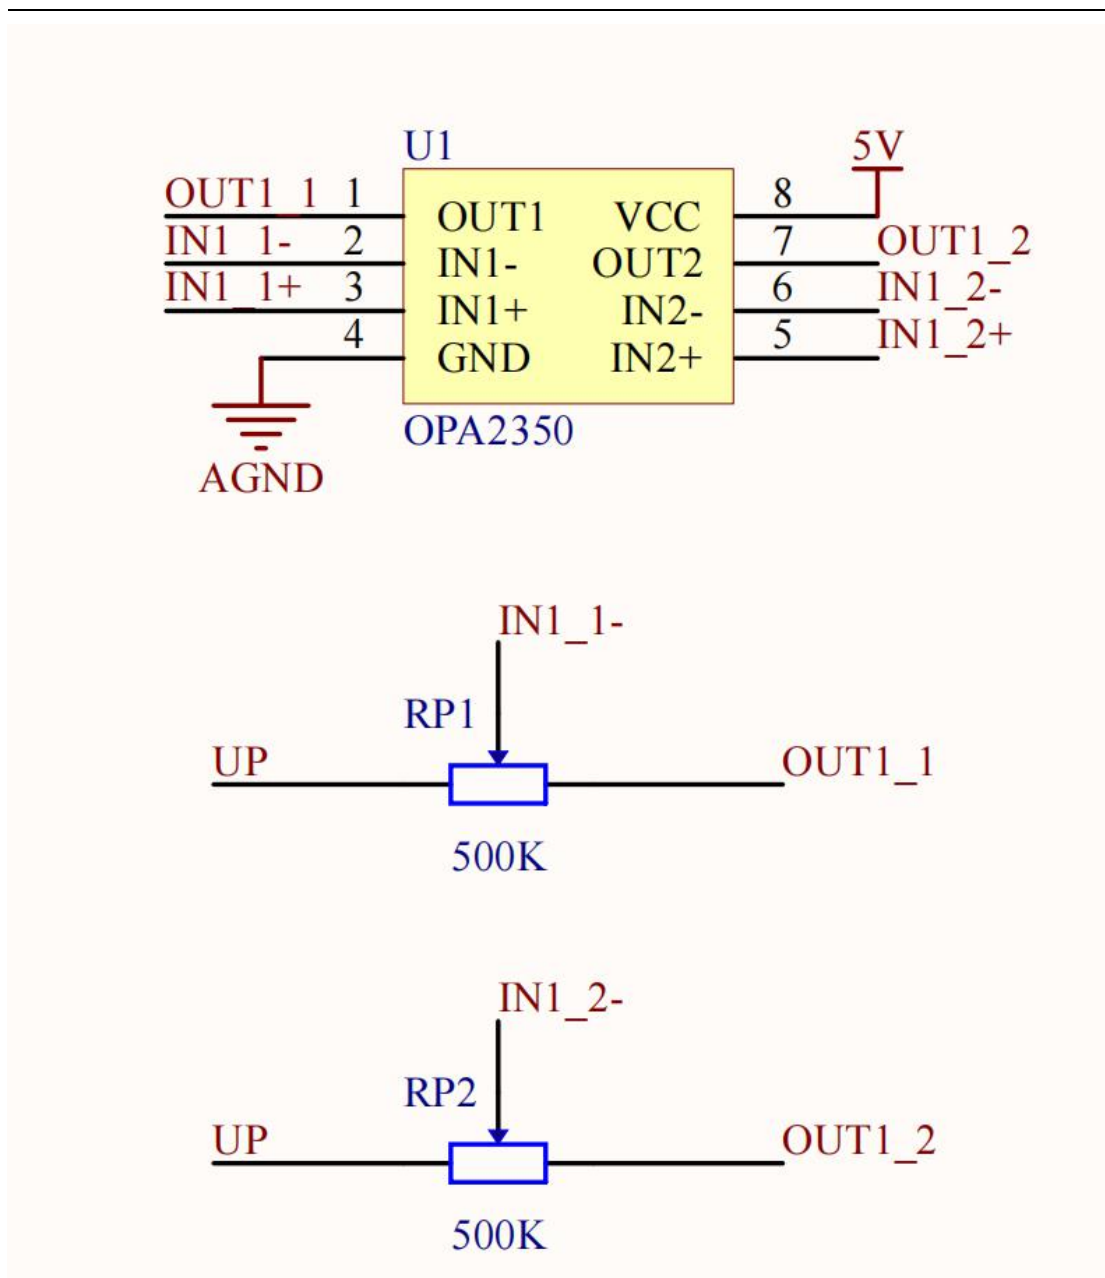 U1
5V
OUT1_1 1 OUT1 VCC 8
IN1_1- 2 IN1- OUT2 7 OUT1_2
IN1_1+ 3 IN1+ IN2- 6 IN1_2-
4 GND IN2+ 5 IN1_2+
OPA2350
AGND
IN1_1-
RP1
UP OUT1_1
500K
IN1_2-
RP2
UP OUT1_2
500K